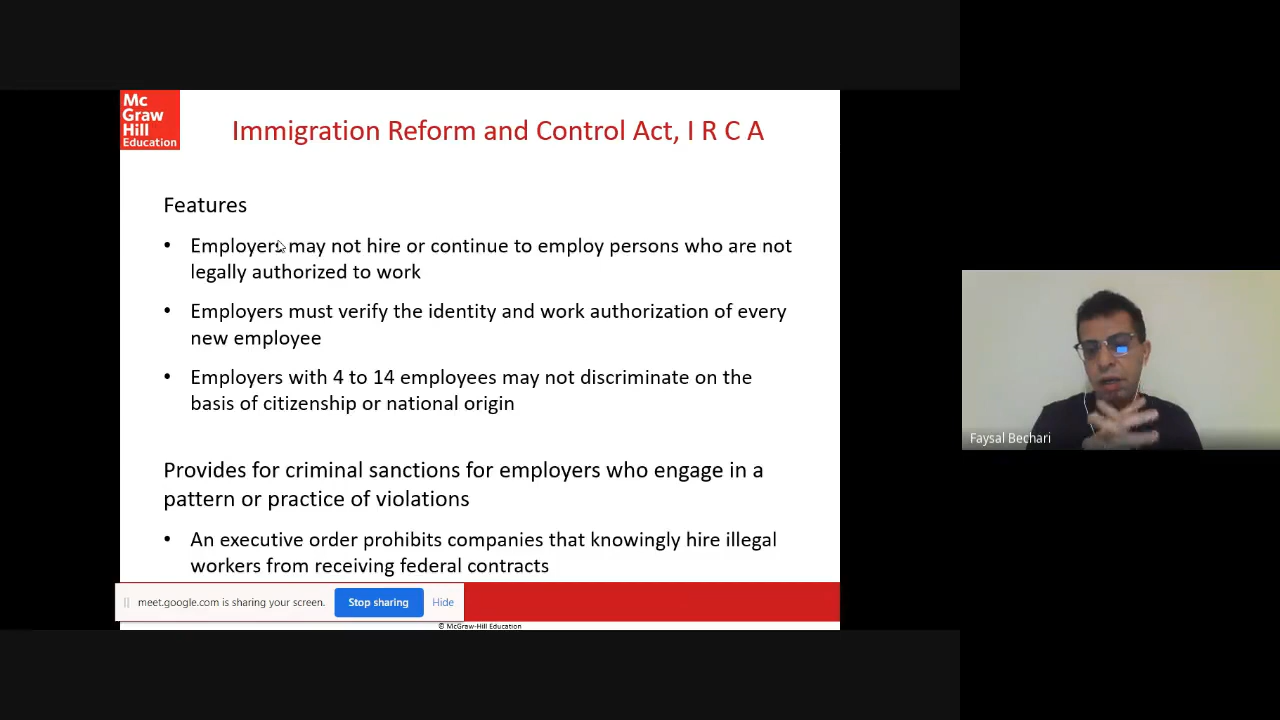 Mc
Graw
Hill
Education
Immigration Reform and Control Act, I R C A
Features
• Employers may not hire or continue to employ persons who are not
legally authorized to work
• Employers must verify the identity and work authorization of every
new employee
• Employers with 4 to 14 employees may not discriminate on the
basis of citizenship or national origin
Provides for criminal sanctions for employers who engage in a
pattern or practice of violations
• An executive order prohibits companies that knowingly hire illegal
workers from receiving federal contracts
meet.google.com is sharing your screen.
Stop sharing
Hide
© McGraw-Hill Education
Faysal Bechari